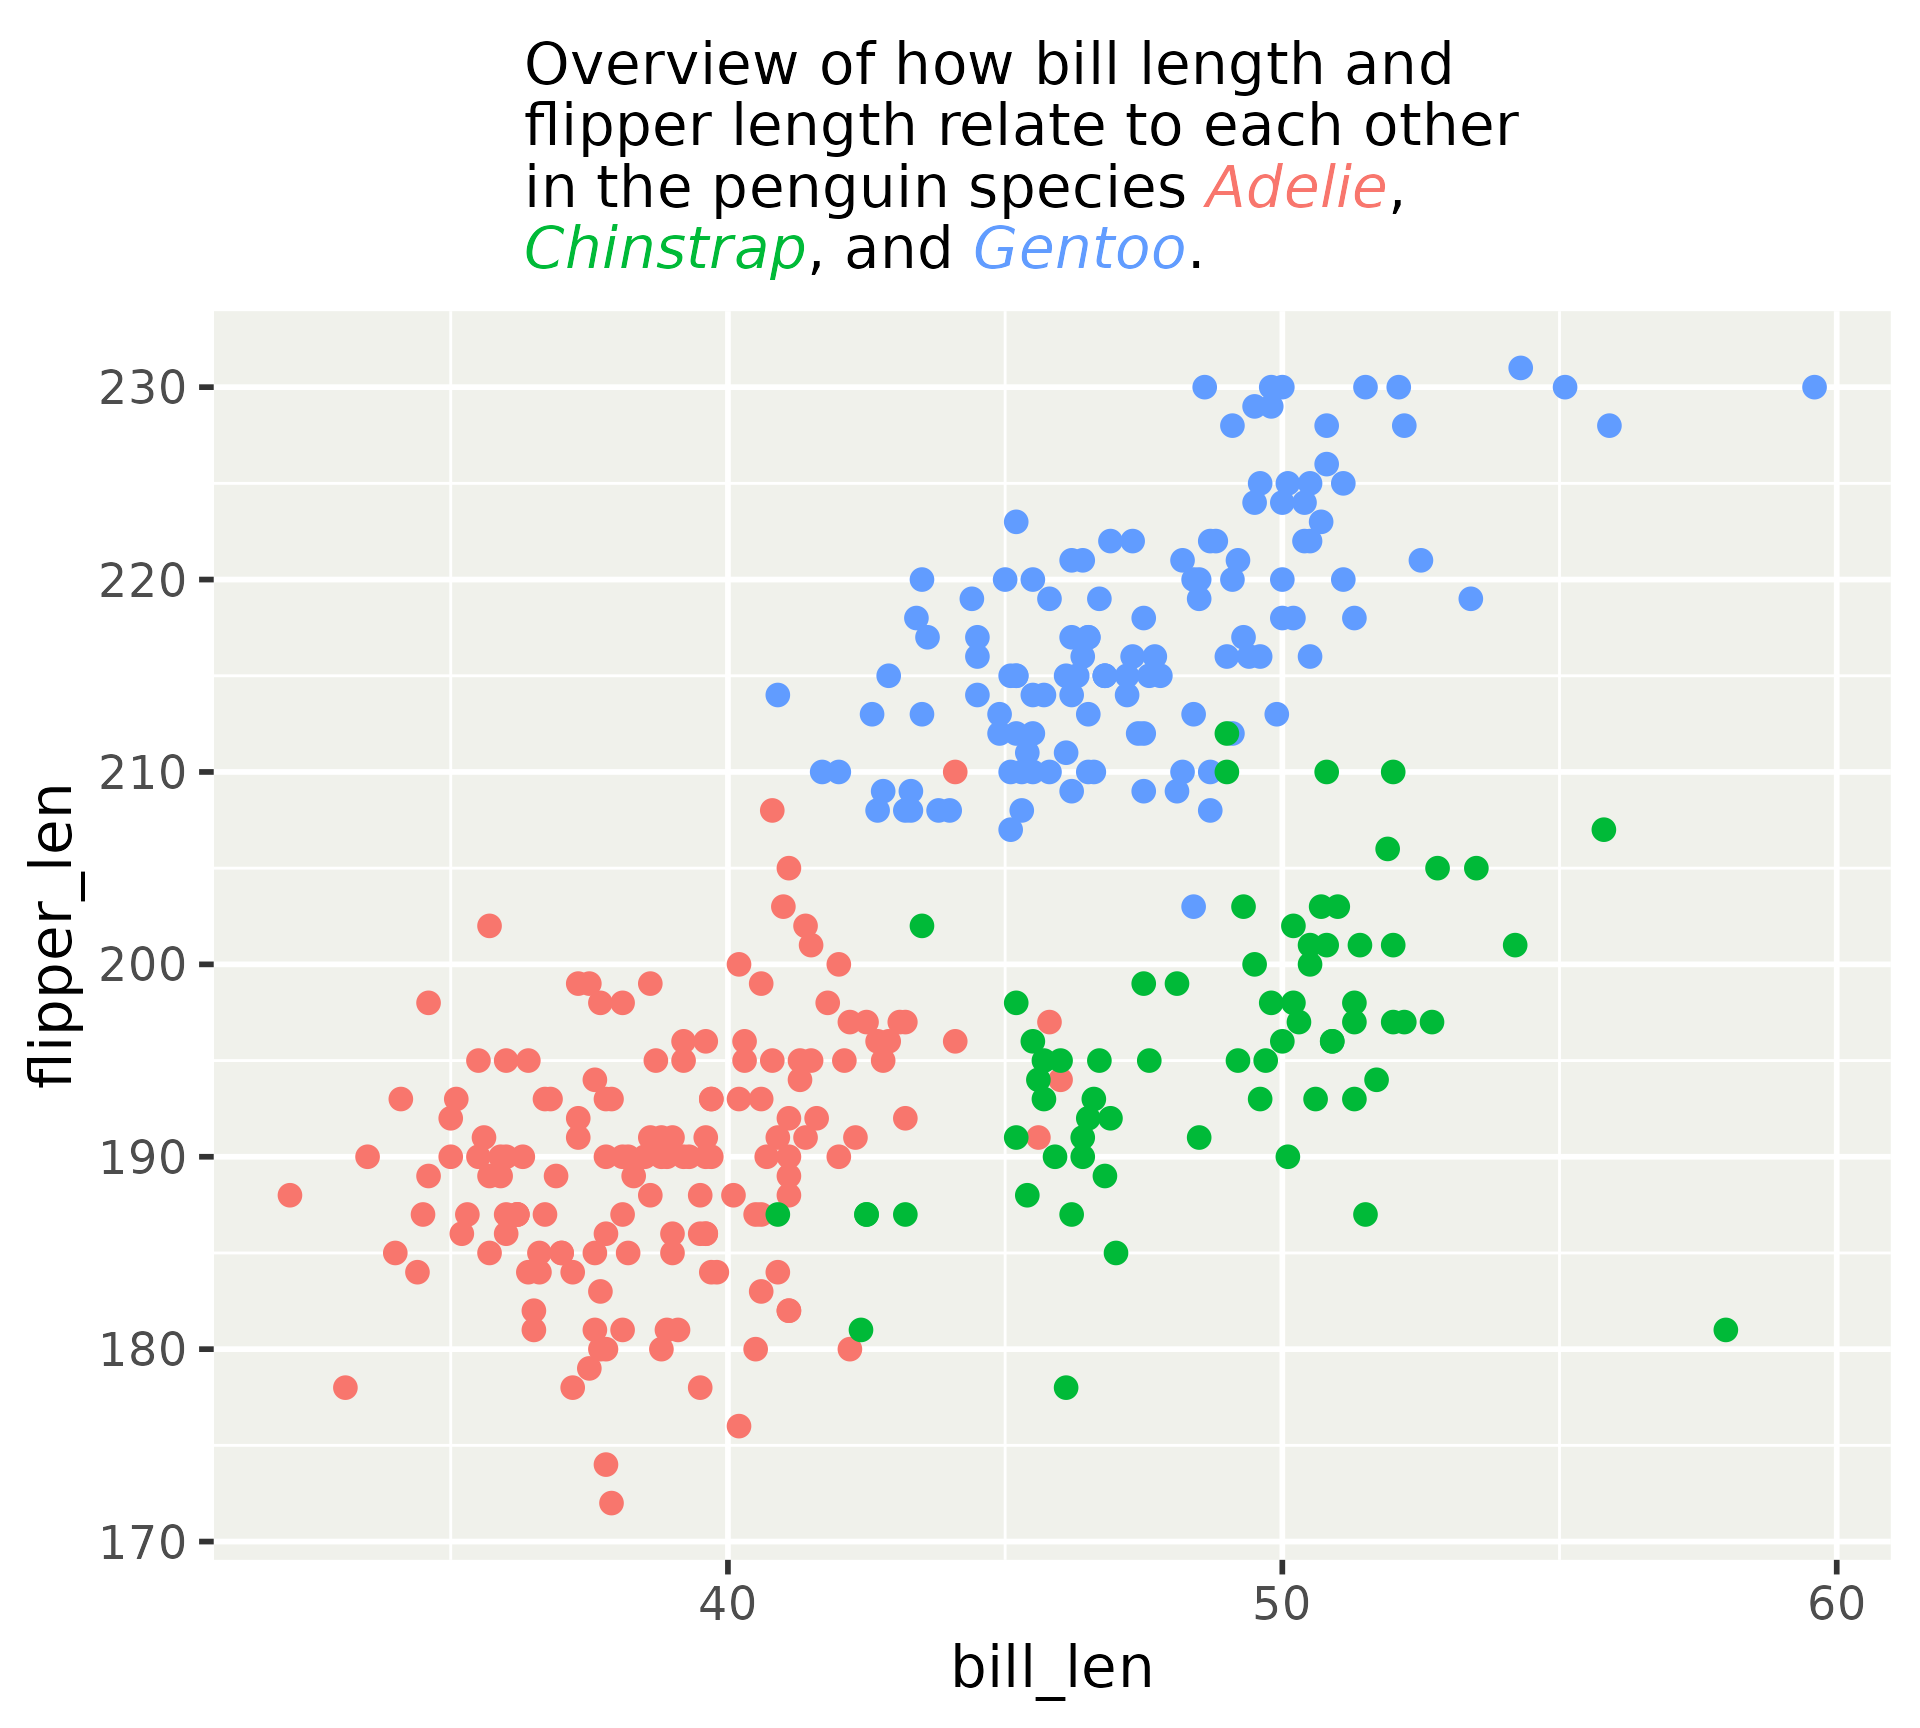 Overview of how bill length and
flipper length relate to each other
in the penguin species Adelie,
Chinstrap, and Gentoo.
230
220
210
200
190
180
170
flipper_len
40 50 60
bill_len